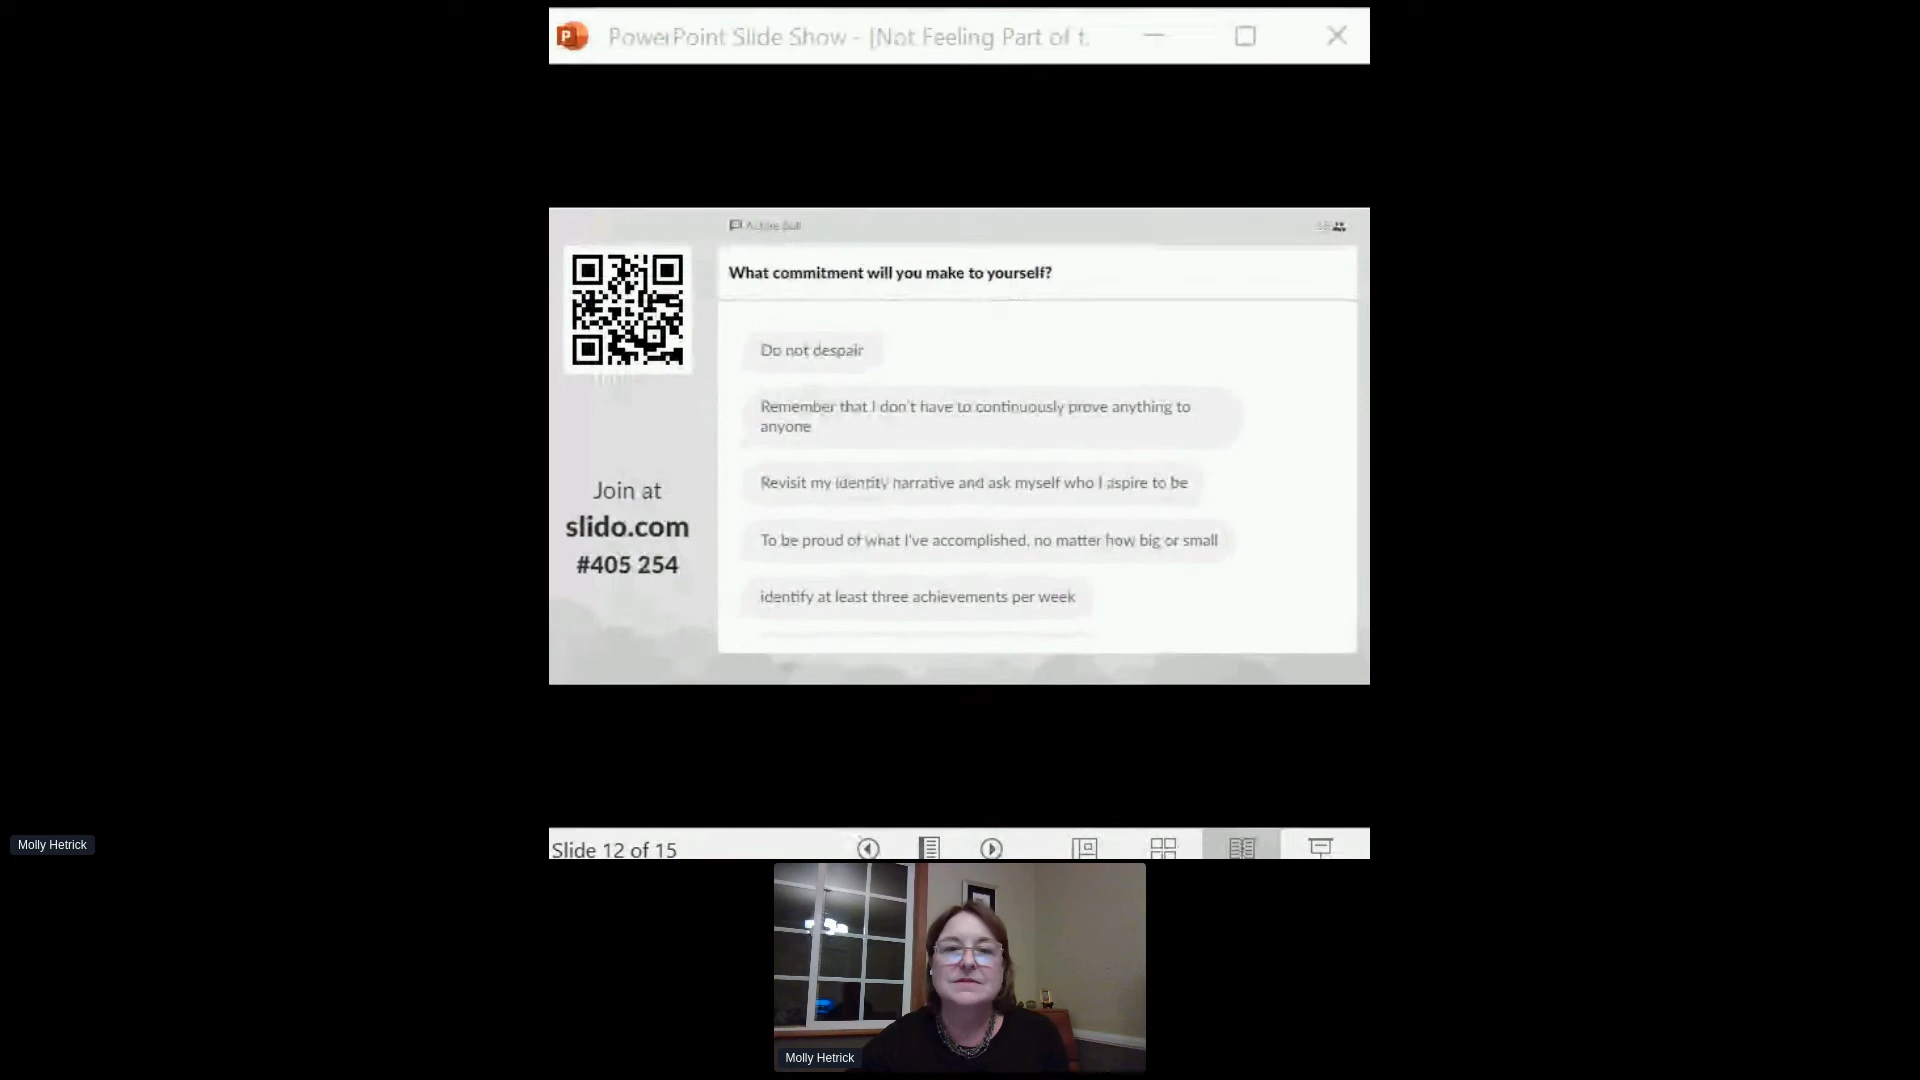 PowerPoint Slide Show - [Not Feeling Part of t.
What commitment will you make to yourself?
Do not despair
Remember that I don't have to continuously prove anything to
anyone
Revisit my identity narrative and ask myself who I aspire to be
To be proud of what I've accomplished, no matter how big or small
identify at least three achievements per week
Join at
slido.com
#405 254
Slide 12 of 15
Molly Hetrick
Molly Hetrick